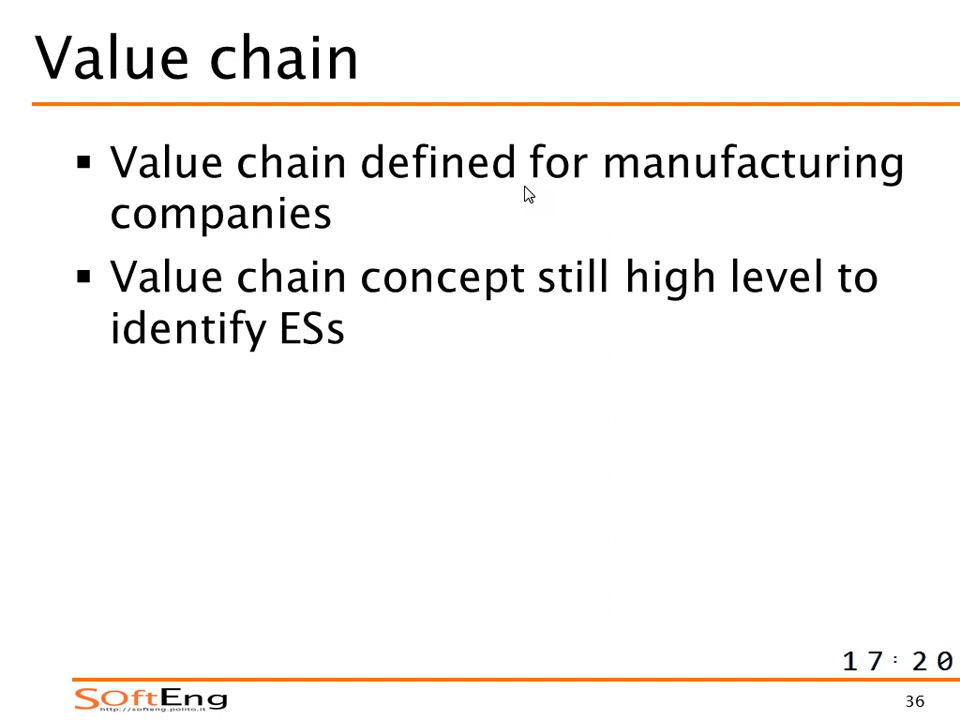 Value chain
▪ Value chain defined for manufacturing
companies
▪ Value chain concept still high level to
identify ESs
17:20
SOftEng
http://softeng.polito.it
36